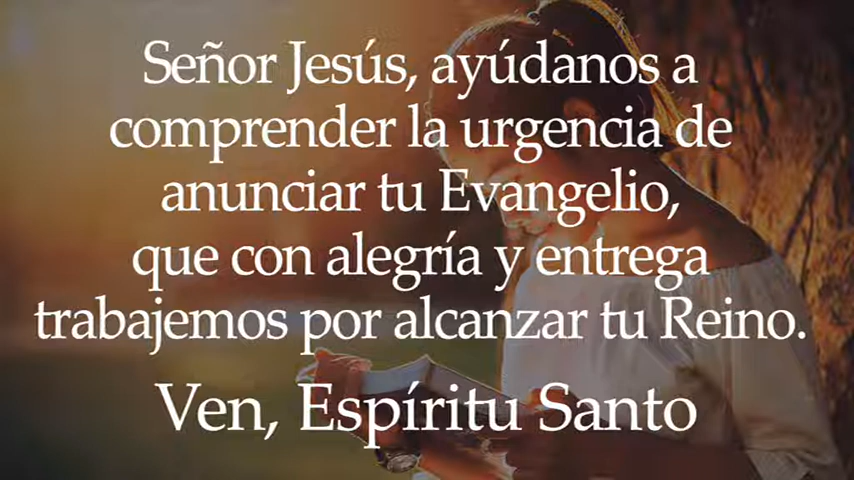 Señor Jesús, ayúdanos a
comprender la urgencia de
anunciar tu Evangelio,
que con alegría y entrega
trabajemos por alcanzar tu Reino.
Ven, Espíritu Santo